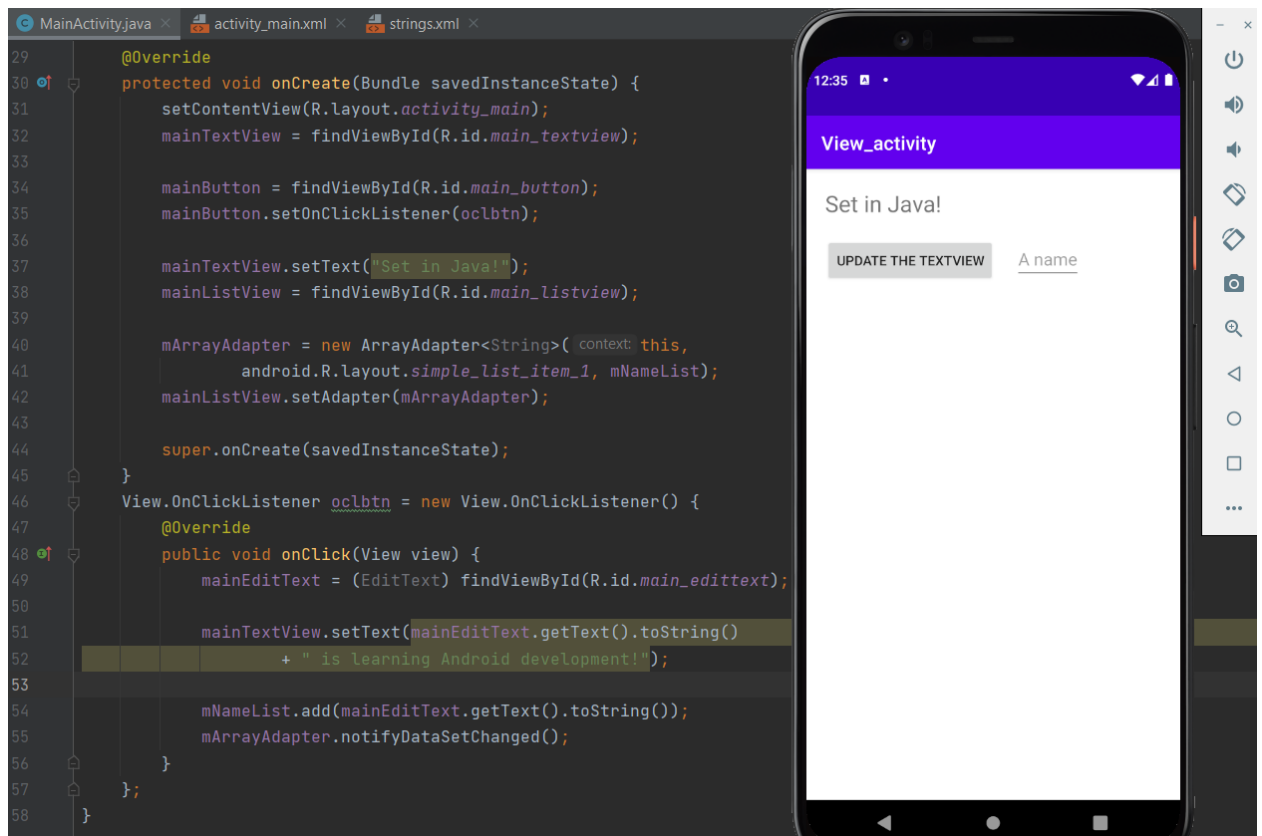 MainActivity.java
activity_main.xml
strings.xml
29 @Override
30 protected void onCreate(Bundle savedInstanceState) {
31 setContentView(R.layout.activity_main);
32 mainTextView = findViewById(R.id.main_textview);
33
34 mainButton = findViewById(R.id.main_button);
35 mainButton.setOnClickListener(oclbtn);
36
37 mainTextView.setText("Set in Java!");
38 mainListView = findViewById(R.id.main_listview);
39
40 mArrayAdapter = new ArrayAdapter<String>( context: this,
41 android.R.layout.simple_list_item_1, mNameList);
42 mainListView.setAdapter(mArrayAdapter);
43
44 super.onCreate(savedInstanceState);
45 }
46 View.OnClickListener oclbtn = new View.OnClickListener() {
47 @Override
48 public void onClick(View view) {
49 mainEditText = (EditText) findViewById(R.id.main_edittext);
50
51 mainTextView.setText(mainEditText.getText().toString()
52 + " is learning Android development!");
53
54 mNameList.add(mainEditText.getText().toString());
55 mArrayAdapter.notifyDataSetChanged();
56 }
57 };
58 }
12:35
View_activity
Set in Java!
UPDATE THE TEXTVIEW
A name